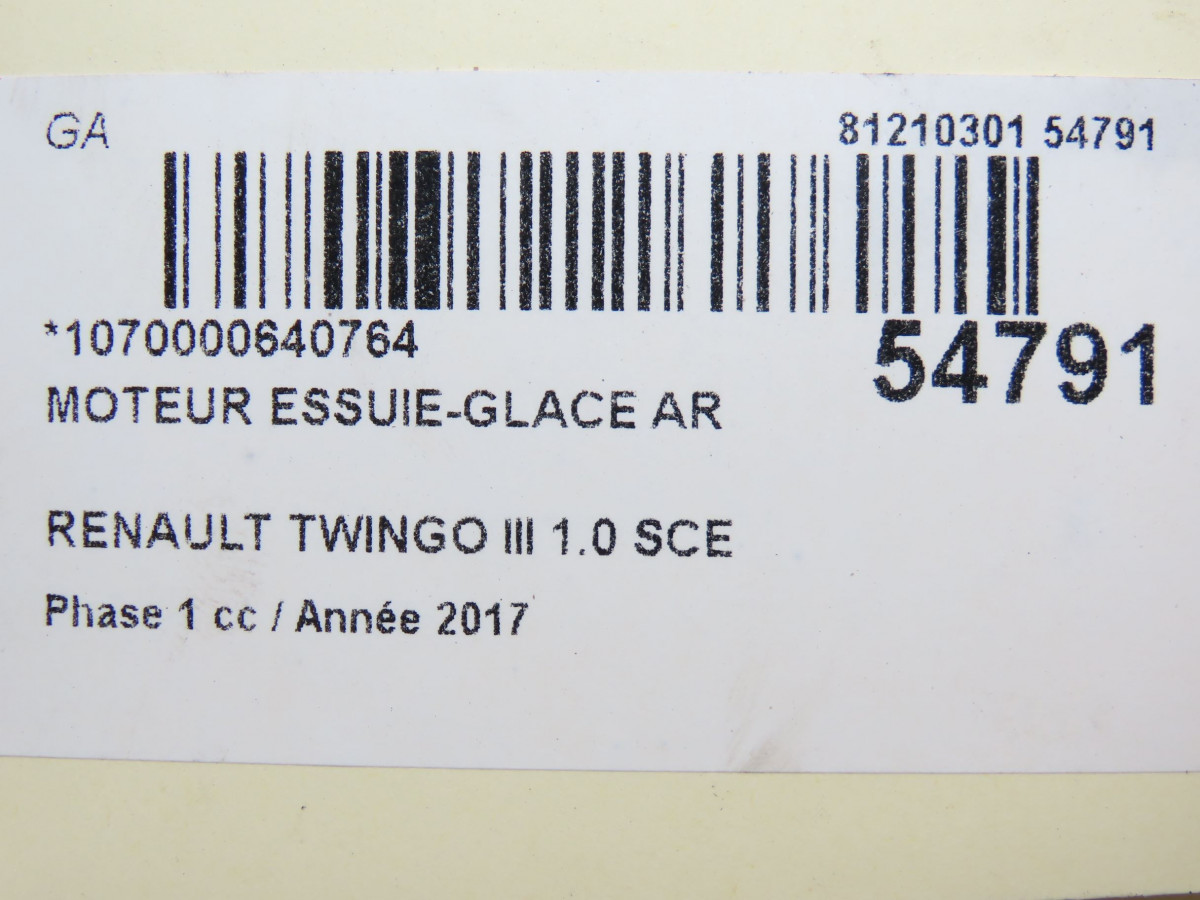 GA
81210301 54791
*1070000640764
54791
MOTEUR ESSUIE-GLACE AR
RENAULT TWINGO III 1.0 SCE
Phase 1 cc / Année 2017